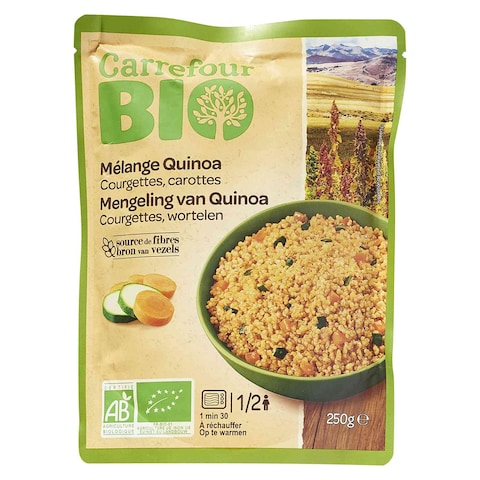 Carrefour
BIO
Mélange Quinoa
Courgettes, carottes
Mengeling van Quinoa
Courgettes, wortelen
source de fibres
bron van vezels
CERTIFIÉ
AB
AGRICULTURE
BIOLOGIQUE
1 min 30
A réchauffer
Op te warmen
1/2
250g e